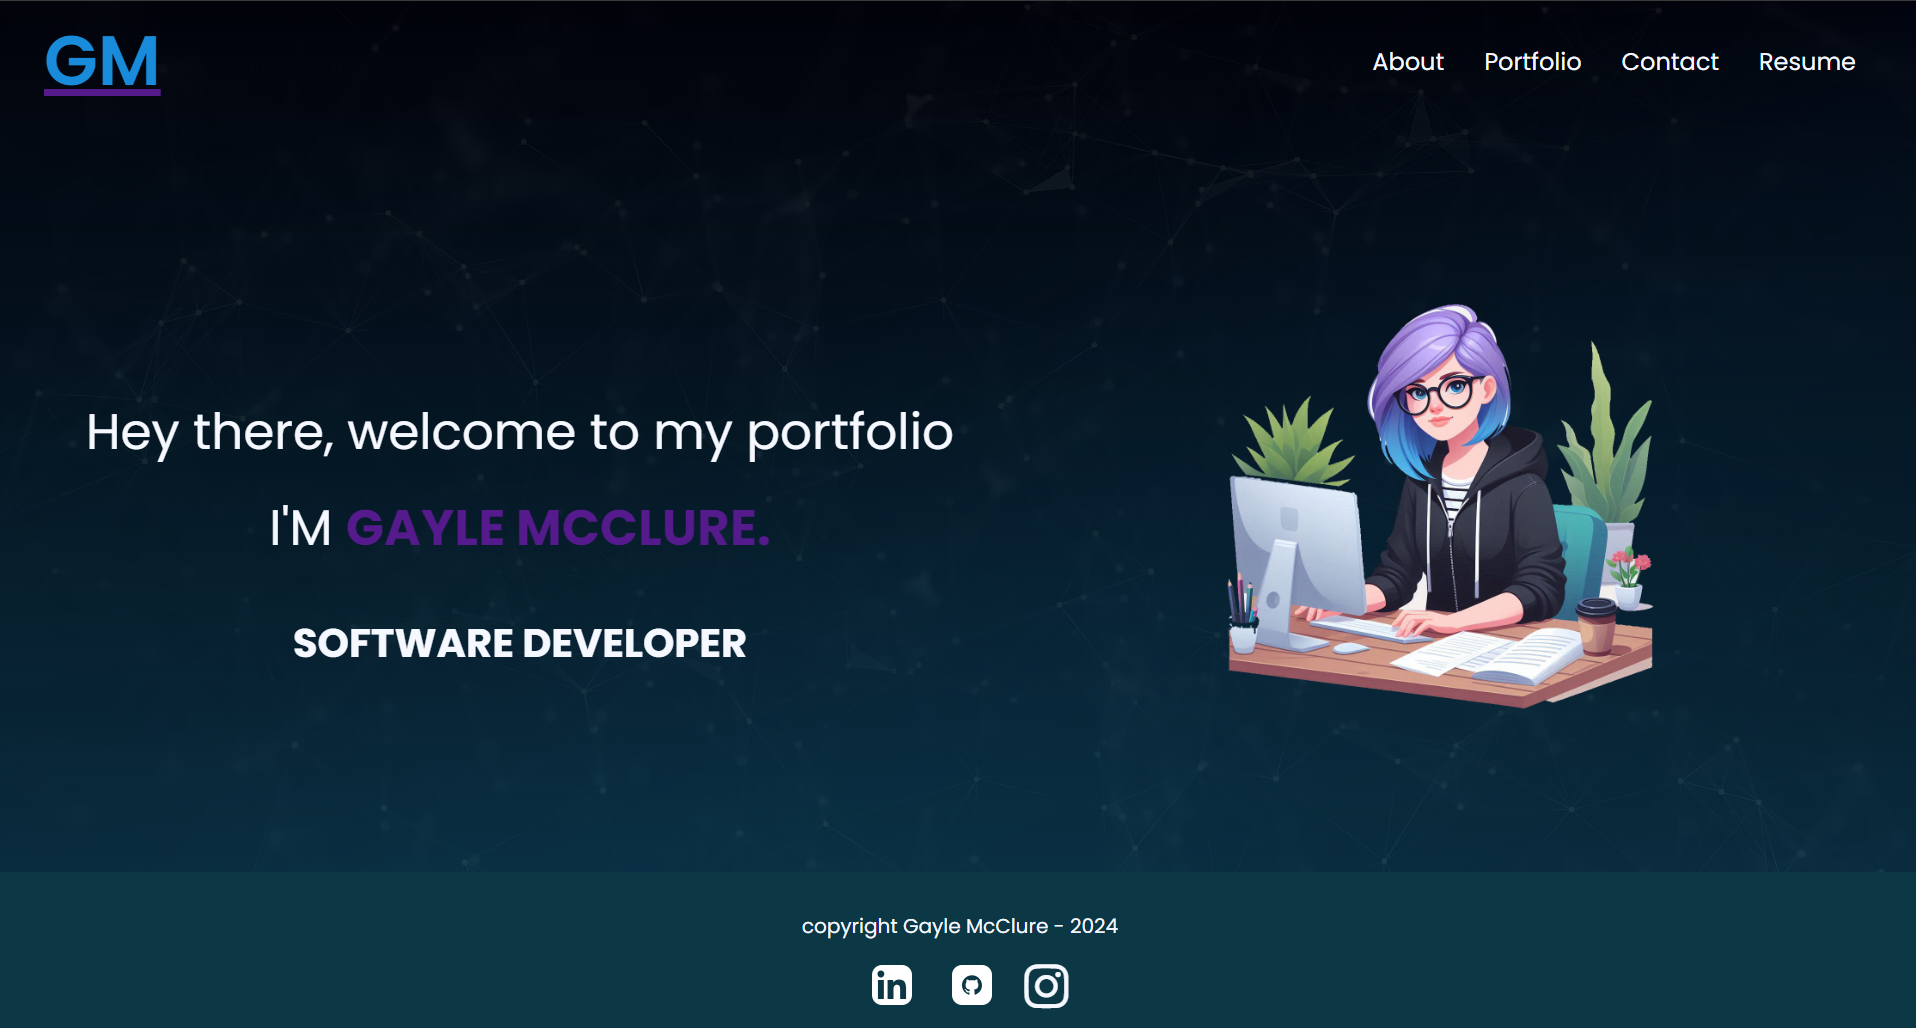 GM
About Portfolio Contact Resume
Hey there, welcome to my portfolio
I'M GAYLE MCCLURE.
SOFTWARE DEVELOPER
copyright Gayle McClure - 2024
in